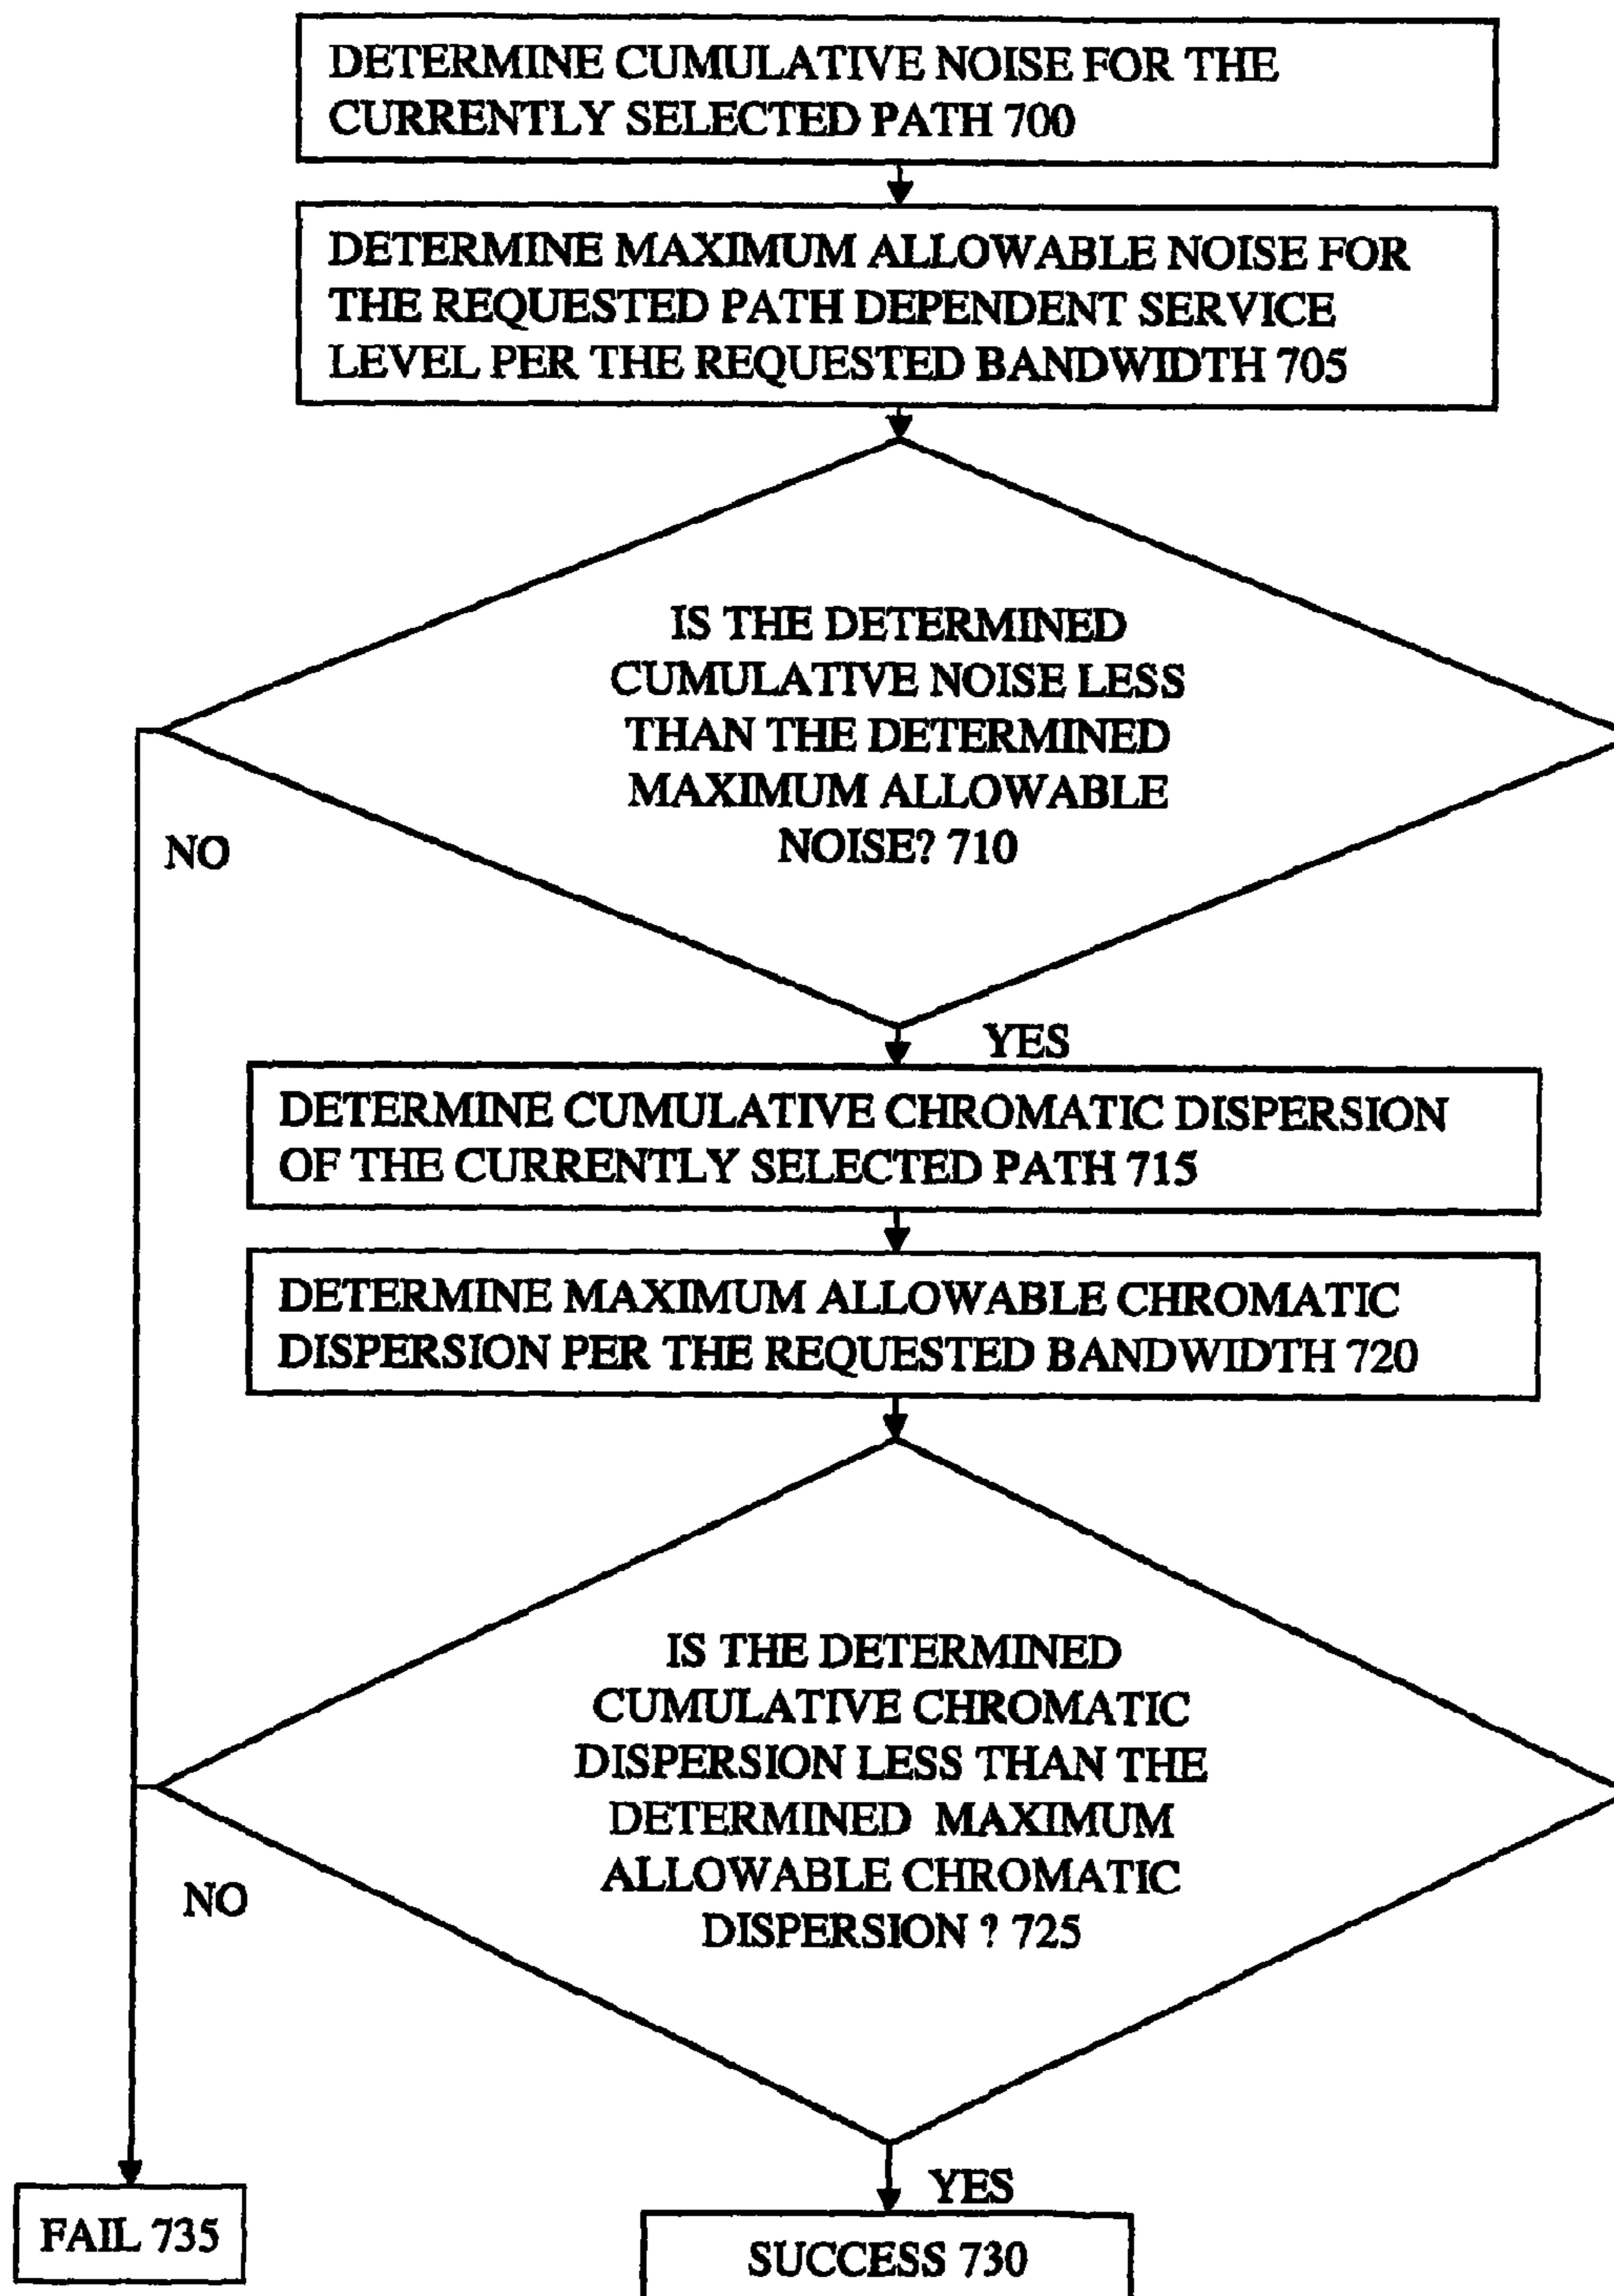 DETERMINE CUMULATIVE NOISE FOR THE
CURRENTLY SELECTED PATH 700
DETERMINE MAXIMUM ALLOWABLE NOISE FOR
THE REQUESTED PATH DEPENDENT SERVICE
LEVEL PER THE REQUESTED BANDWIDTH 705
IS THE DETERMINED
CUMULATIVE NOISE LESS
THAN THE DETERMINED
MAXIMUM ALLOWABLE
NOISE? 710
NO
YES
DETERMINE CUMULATIVE CHROMATIC DISPERSION
OF THE CURRENTLY SELECTED PATH 715
DETERMINE MAXIMUM ALLOWABLE CHROMATIC
DISPERSION PER THE REQUESTED BANDWIDTH 720
IS THE DETERMINED
CUMULATIVE CHROMATIC
DISPERSION LESS THAN THE
DETERMINED MAXIMUM
ALLOWABLE CHROMATIC
DISPERSION ? 725
NO
YES
FAIL 735
SUCCESS 730